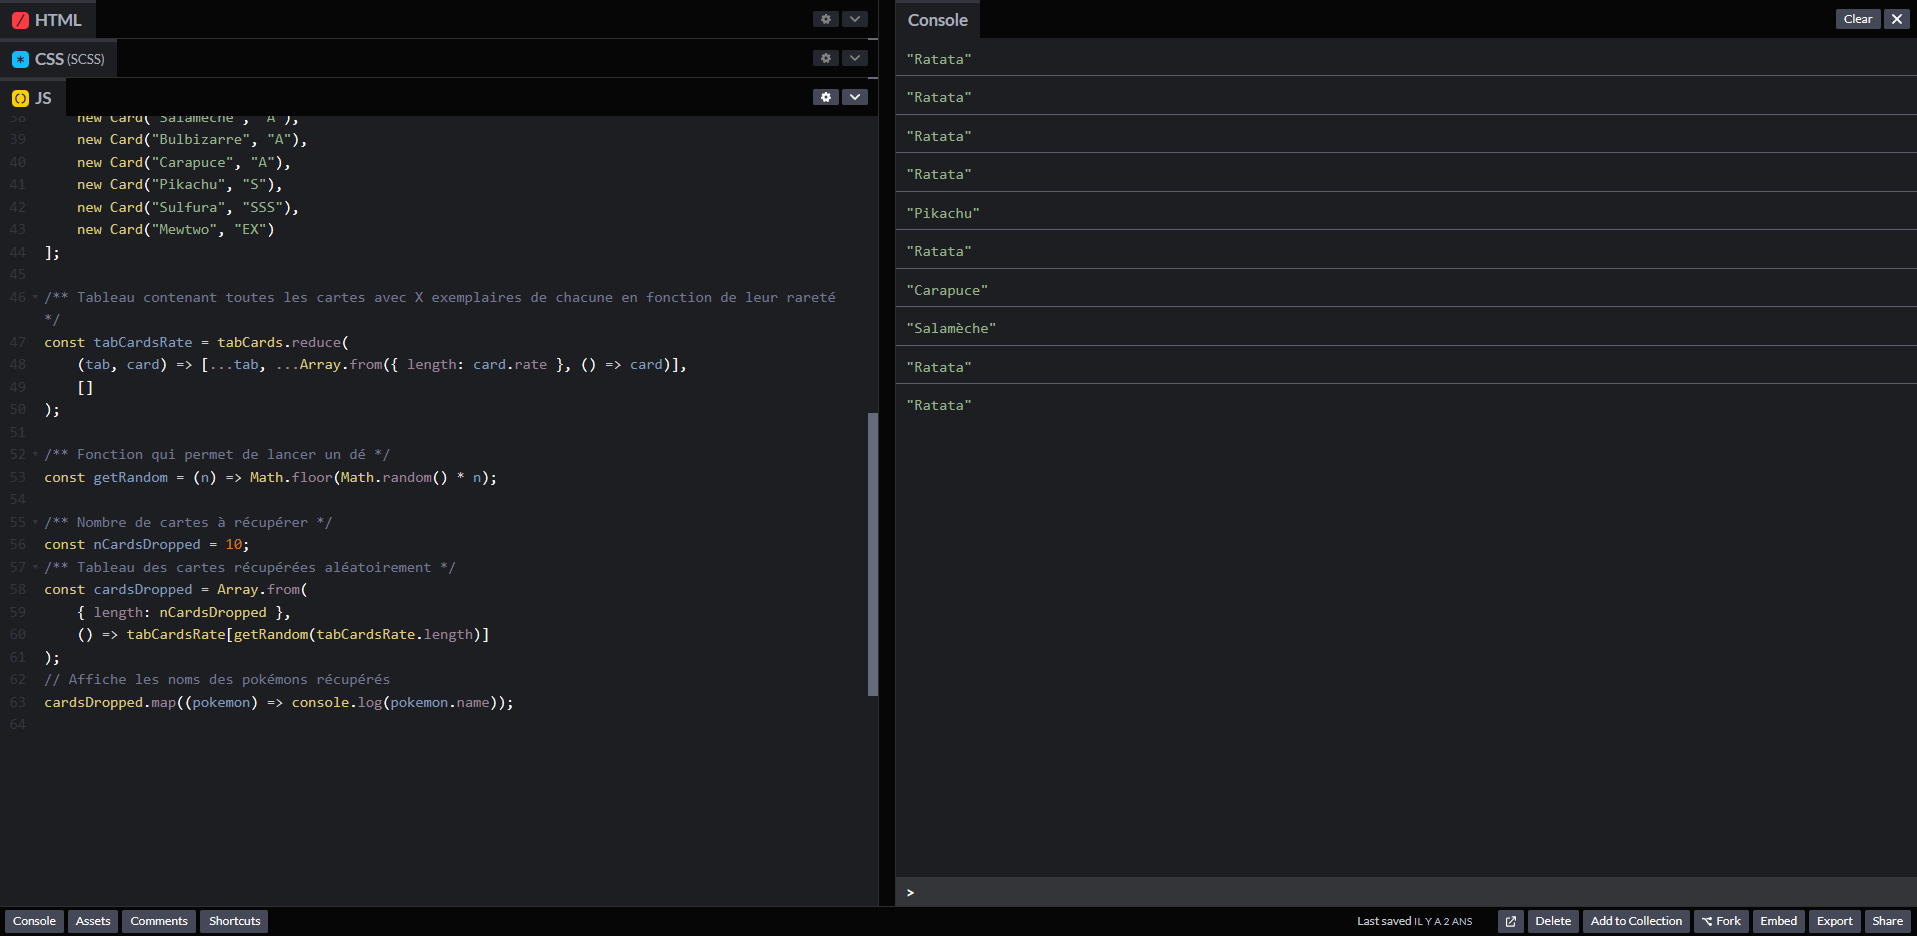 HTML
CSS (SCSS)
JS
38 new Card("Salamèche", "A"),
39 new Card("Bulbizarre", "A"),
40 new Card("Carapuce", "A"),
41 new Card("Pikachu", "S"),
42 new Card("Sulfura", "SSS"),
43 new Card("Mewtwo", "EX")
44 ];
45
46 /** Tableau contenant toutes les cartes avec X exemplaires de chacune en fonction de leur rareté
*/
47 const tabCardsRate = tabCards.reduce(
48 (tab, card) => [...tab, ...Array.from({ length: card.rate }, () => card)],
49 []
50 );
51
52 /** Fonction qui permet de lancer un dé */
53 const getRandom = (n) => Math.floor(Math.random() * n);
54
55 /** Nombre de cartes à récupérer */
56 const nCardsDropped = 10;
57 /** Tableau des cartes récupérées aléatoirement */
58 const cardsDropped = Array.from(
59 { length: nCardsDropped },
60 () => tabCardsRate[getRandom(tabCardsRate.length)]
61 );
62 // Affiche les noms des pokémons récupérés
63 cardsDropped.map((pokemon) => console.log(pokemon.name));
64
Console
Clear
"Ratata"
"Ratata"
"Ratata"
"Ratata"
"Pikachu"
"Ratata"
"Carapuce"
"Salamèche"
"Ratata"
"Ratata"
>
Console Assets Comments Shortcuts Last saved IL Y A 2 ANS Delete Add to Collection Fork Embed Export Share